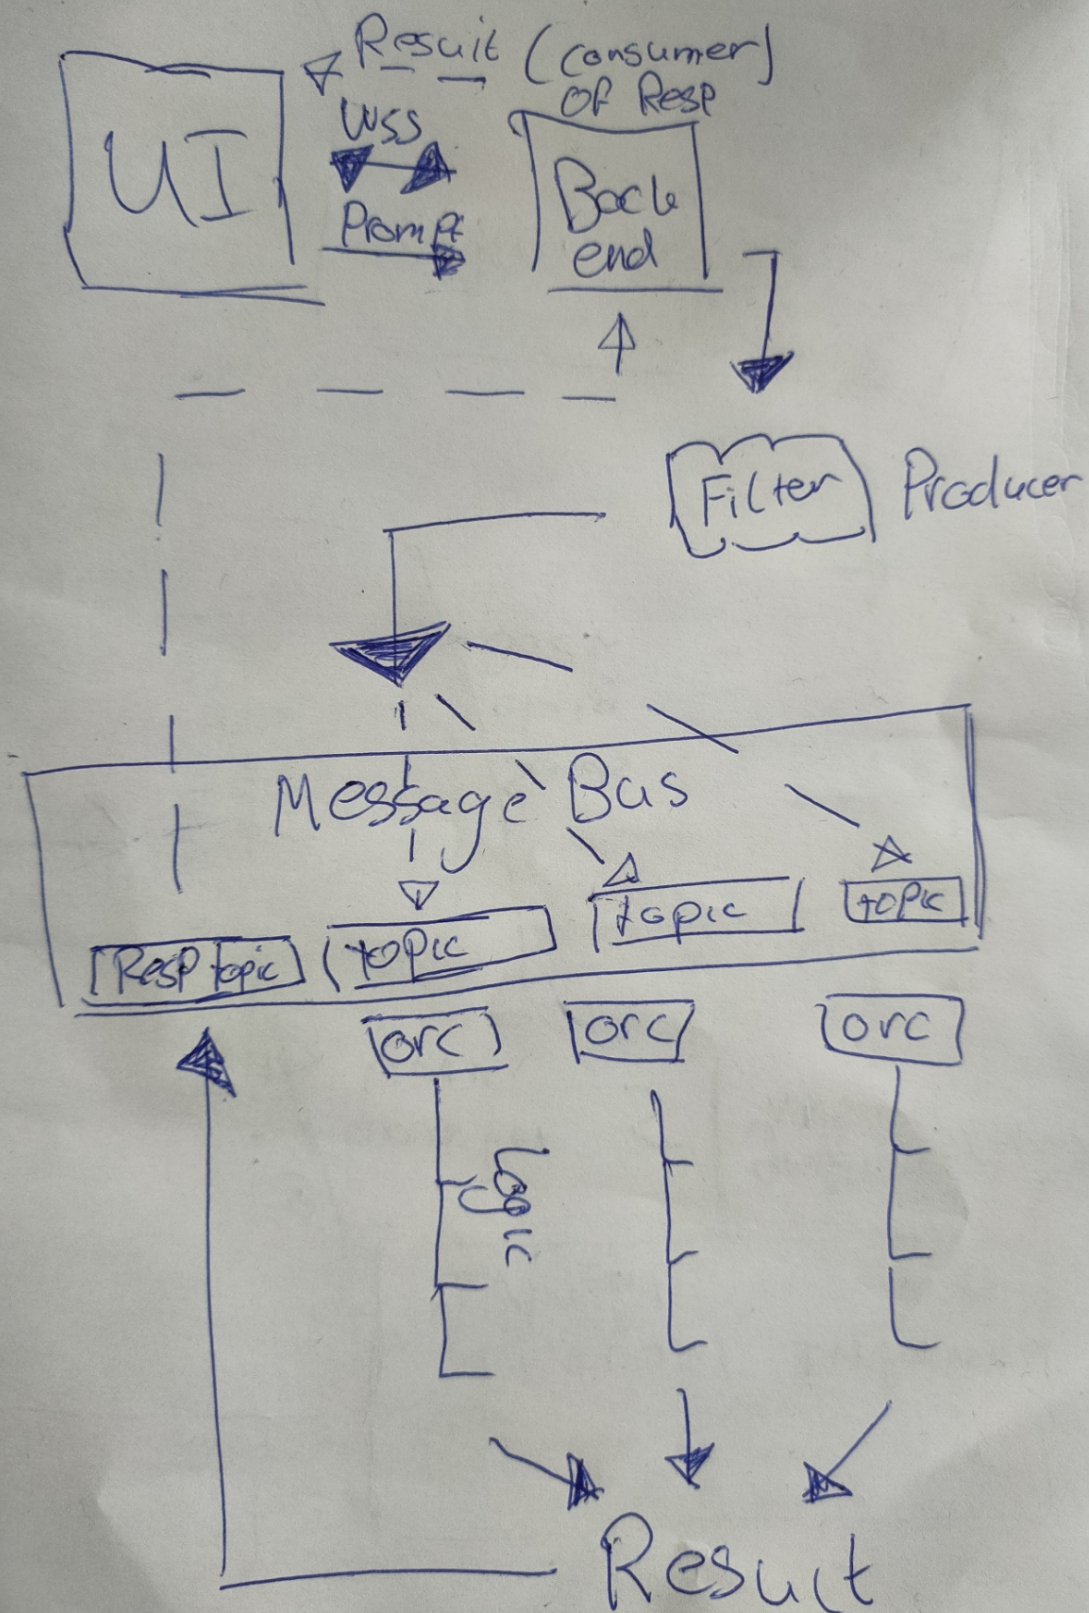 Result (consumer)
OF Resp
WSS
UI
Back
end
Prompt
Filter
Producer
Message Bus
Resp topic
topic
topic
topic
orc
orc
orc
Logic
Result